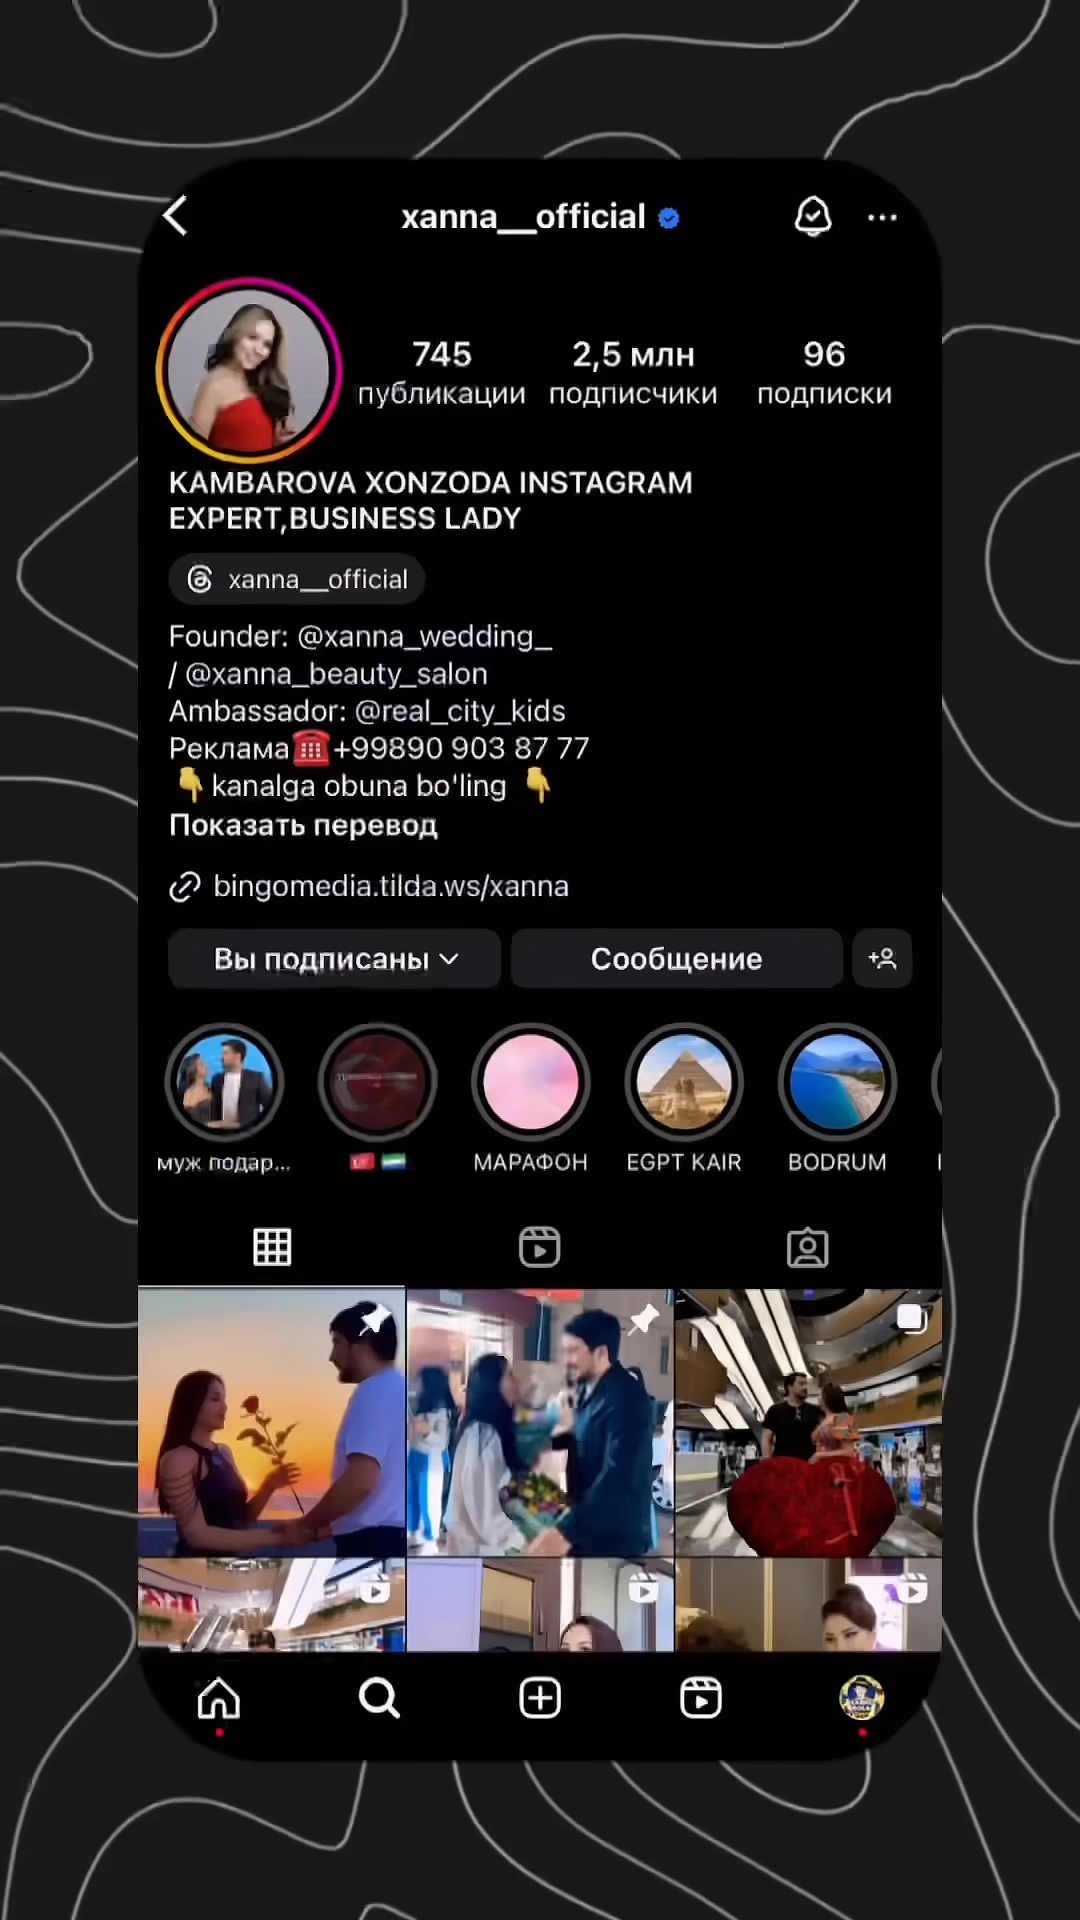 xanna__official
745
2,5 млн
96
публикации
подписчики
подписки
KAMBAROVA XONZODA INSTAGRAM
EXPERT,BUSINESS LADY
xanna__official
Founder: @xanna_wedding_
/ @xanna_beauty_salon
Ambassador: @real_city_kids
Реклама☎️+99890 903 87 77
👇kanalga obuna bo'ling 👇
Показать перевод
bingomedia.tilda.ws/xanna
Вы подписаны
Сообщение
муж подар...
МАРАФОН
EGPT KAIR
BODRUM